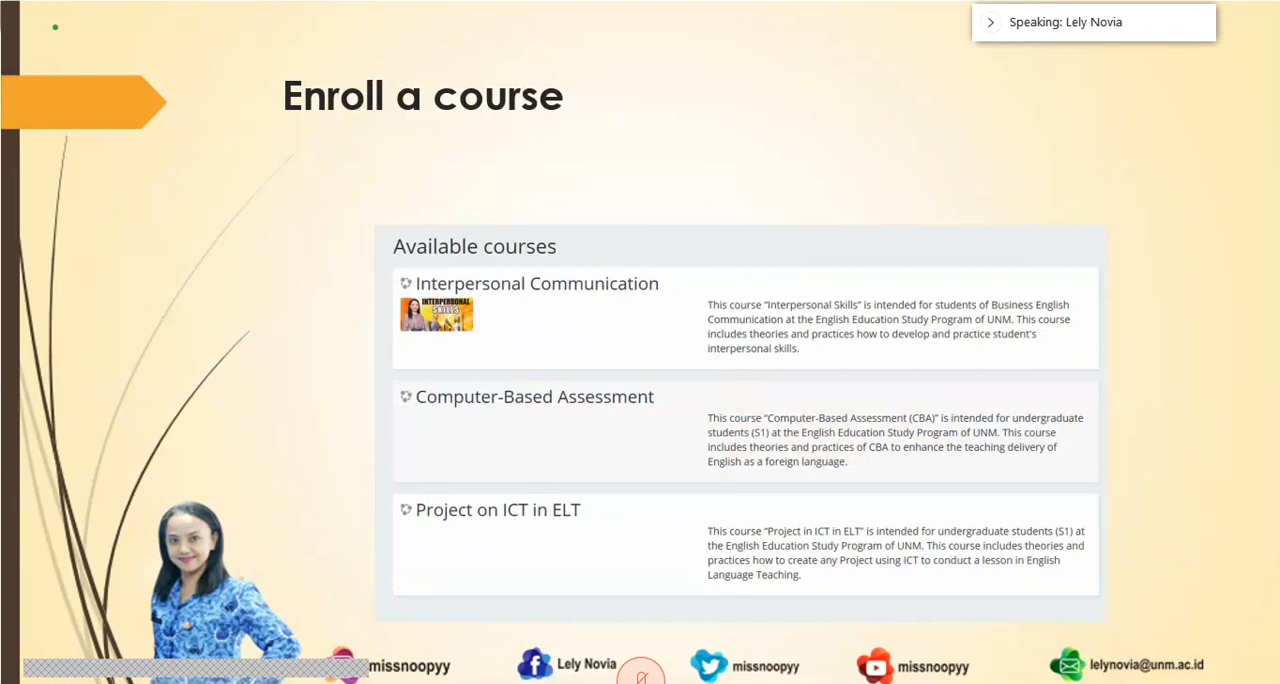 Speaking: Lely Novia
Enroll a course
Available courses
Interpersonal Communication
INTERPERSONAL
SKILLS
This course “Interpersonal Skills” is intended for students of Business English
Communication at the English Education Study Program of UNM. This course
includes theories and practices how to develop and practice student's
interpersonal skills.
Computer-Based Assessment
This course “Computer-Based Assessment (CBA)” is intended for undergraduate
students (S1) at the English Education Study Program of UNM. This course
includes theories and practices of CBA to enhance the teaching delivery of
English as a foreign language.
Project on ICT in ELT
This course “Project in ICT in ELT” is intended for undergraduate students (S1) at
the English Education Study Program of UNM. This course includes theories and
practices how to create any Project using ICT to conduct a lesson in English
Language Teaching.
missnoopyy
Lely Novia
missnoopyy
missnoopyy
lelynovia@unm.ac.id